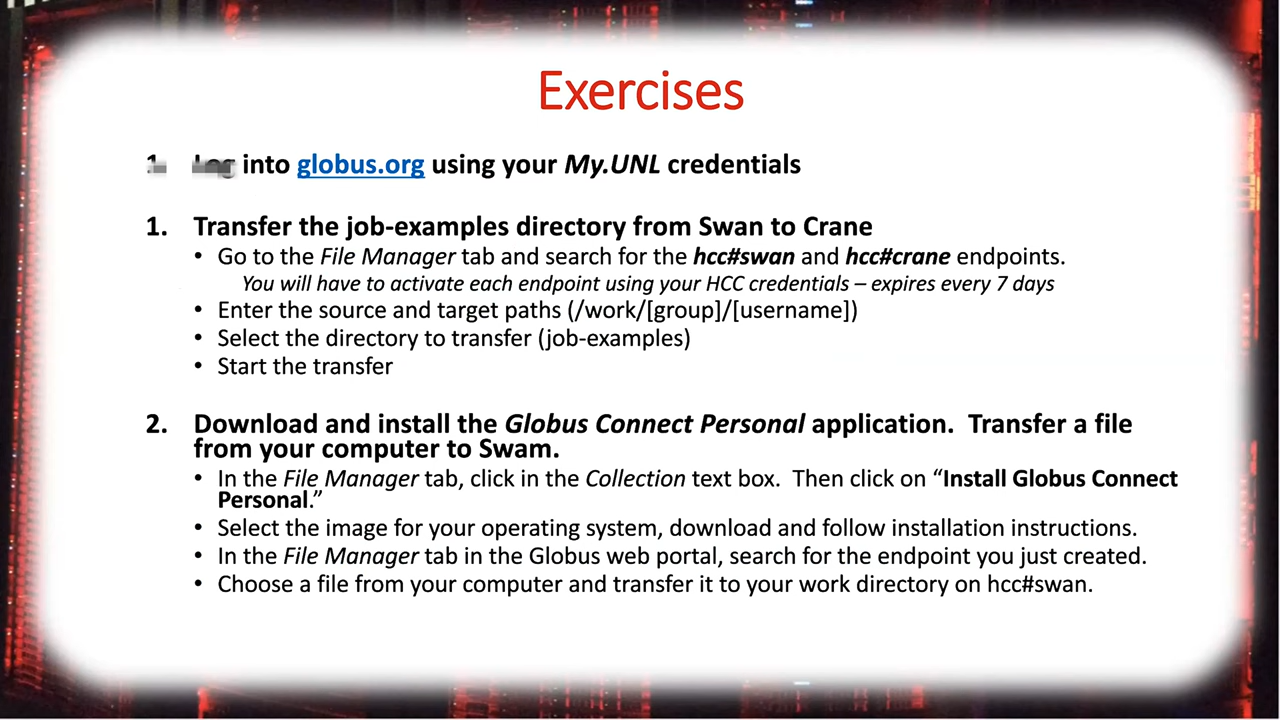 Exercises
1. Log into globus.org using your My.UNL credentials
1. Transfer the job-examples directory from Swan to Crane
• Go to the File Manager tab and search for the hcc#swan and hcc#crane endpoints.
You will have to activate each endpoint using your HCC credentials – expires every 7 days
• Enter the source and target paths (/work/[group]/[username])
• Select the directory to transfer (job-examples)
• Start the transfer
2. Download and install the Globus Connect Personal application. Transfer a file
from your computer to Swam.
• In the File Manager tab, click in the Collection text box. Then click on “Install Globus Connect
Personal.”
• Select the image for your operating system, download and follow installation instructions.
• In the File Manager tab in the Globus web portal, search for the endpoint you just created.
• Choose a file from your computer and transfer it to your work directory on hcc#swan.